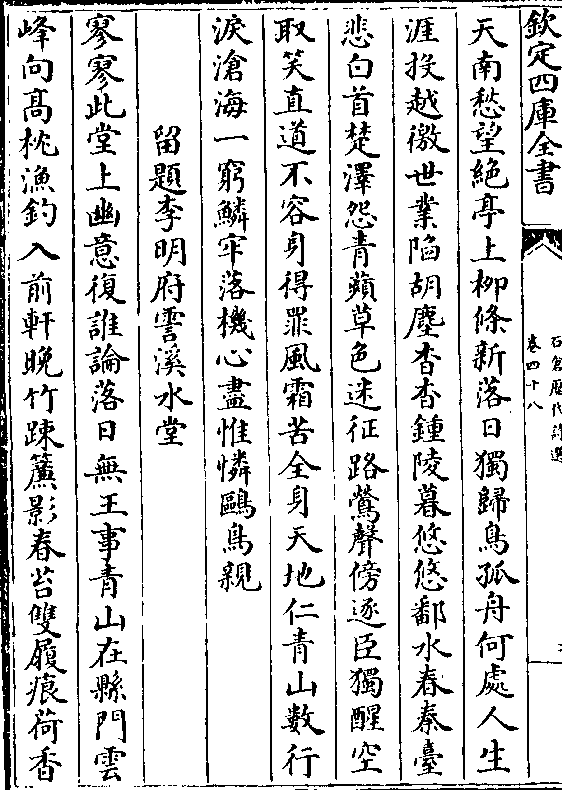 欽定四庫全書
石倉歷代詩選
卷四十八
天南愁望絶亭上柳條新落日獨歸鳥孤舟何處人生
涯投越徼世業陷胡塵杳杳鍾陵暮悠悠鄱水春秦臺
悲白首楚澤怨青蘋草色迷征路鶯聲傍逐臣獨醒空
取笑直道不容身得罪風霜苦全身天地仁青山數行
淚滄海一窮鱗牢落機心盡惟憐鷗鳥親
留題李明府霅溪水堂
寥寥此堂上幽意復誰論落日無王事青山在縣門雲
峰向髙枕漁釣入前軒晚竹踈簾影春苔雙履痕荷香